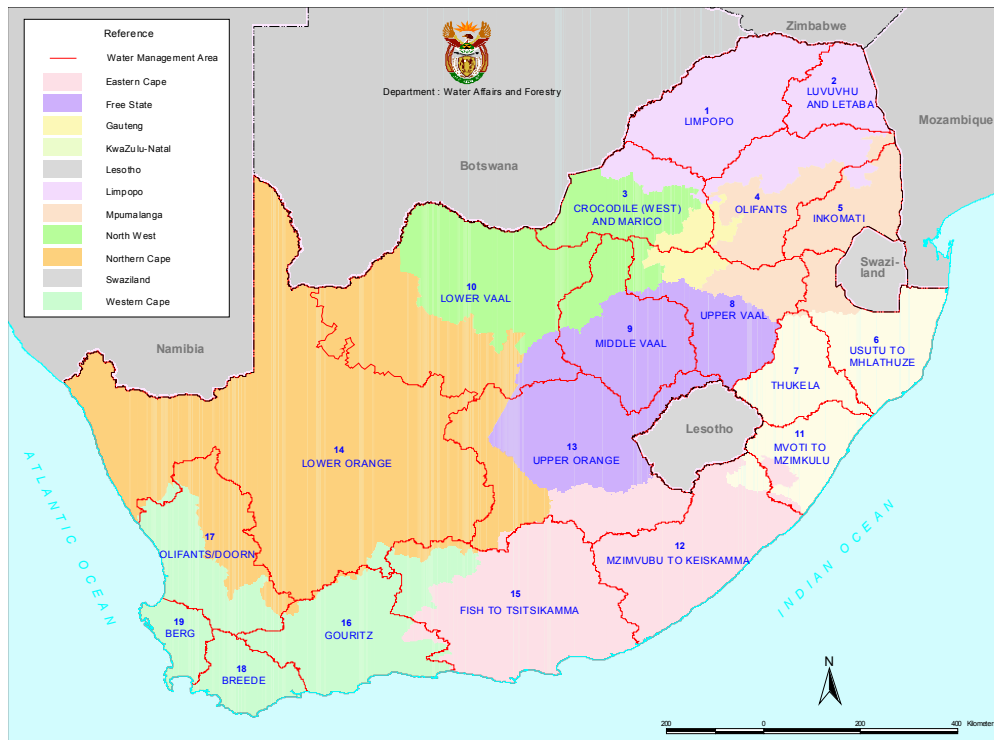 Reference
Water Management Area
Eastern Cape
Free State
Gauteng
KwaZulu-Natal
Lesotho
Limpopo
Mpumalanga
North West
Northern Cape
Swaziland
Western Cape
Department : Water Affairs and Forestry
Zimbabwe
Mozambique
Botswana
Namibia
Swazi-
land
Lesotho
1
LIMPOPO
2
LUVUVHU
AND LETABA
3
CROCODILE (WEST)
AND MARICO
4
OLIFANTS
5
INKOMATI
6
USUTU TO
MHLATHUZE
7
THUKELA
8
UPPER VAAL
9
MIDDLE VAAL
10
LOWER VAAL
11
MVOTI TO
MZIMKULU
12
MZIMVUBU TO KEISKAMMA
13
UPPER ORANGE
14
LOWER ORANGE
15
FISH TO TSITSIKAMMA
16
GOURITZ
17
OLIFANTS/DOORN
18
BREEDE
19
BERG
ATLANTIC OCEAN
INDIAN OCEAN
N
200 0 200 400 Kilometers